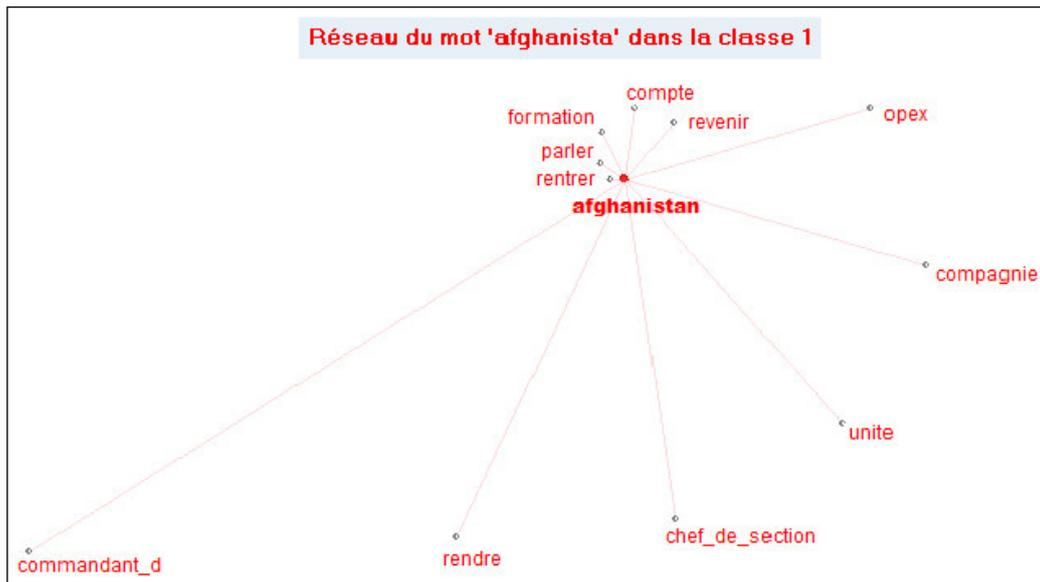 Réseau du mot 'afghanista' dans la classe 1
compte
opex
formation
revenir
parler
rentrer
afghanistan
compagnie
unite
chef_de_section
rendre
commandant_d